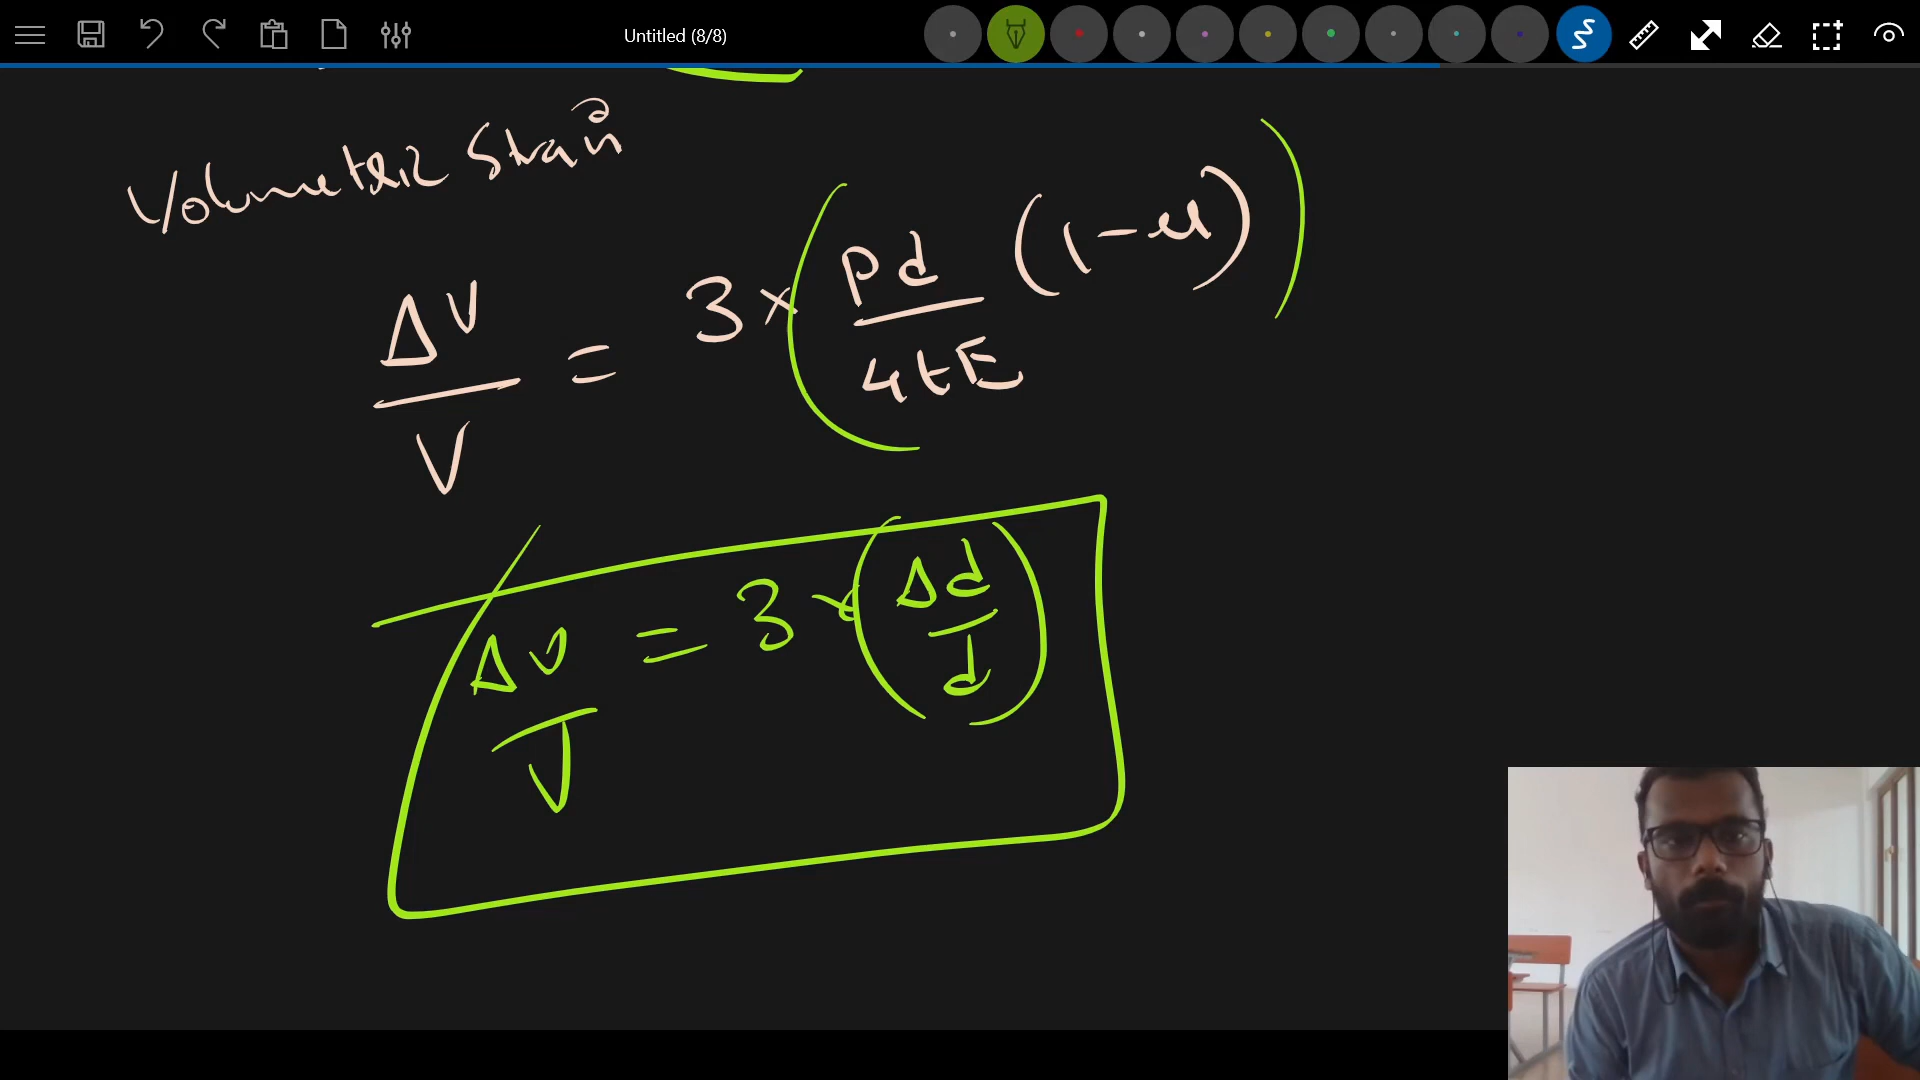 Untitled (8/8)
Volumetric Strain
ΔV/V = 3 × (Pd/4tE (1-μ))
ΔV/V = 3 × (Δd/d)